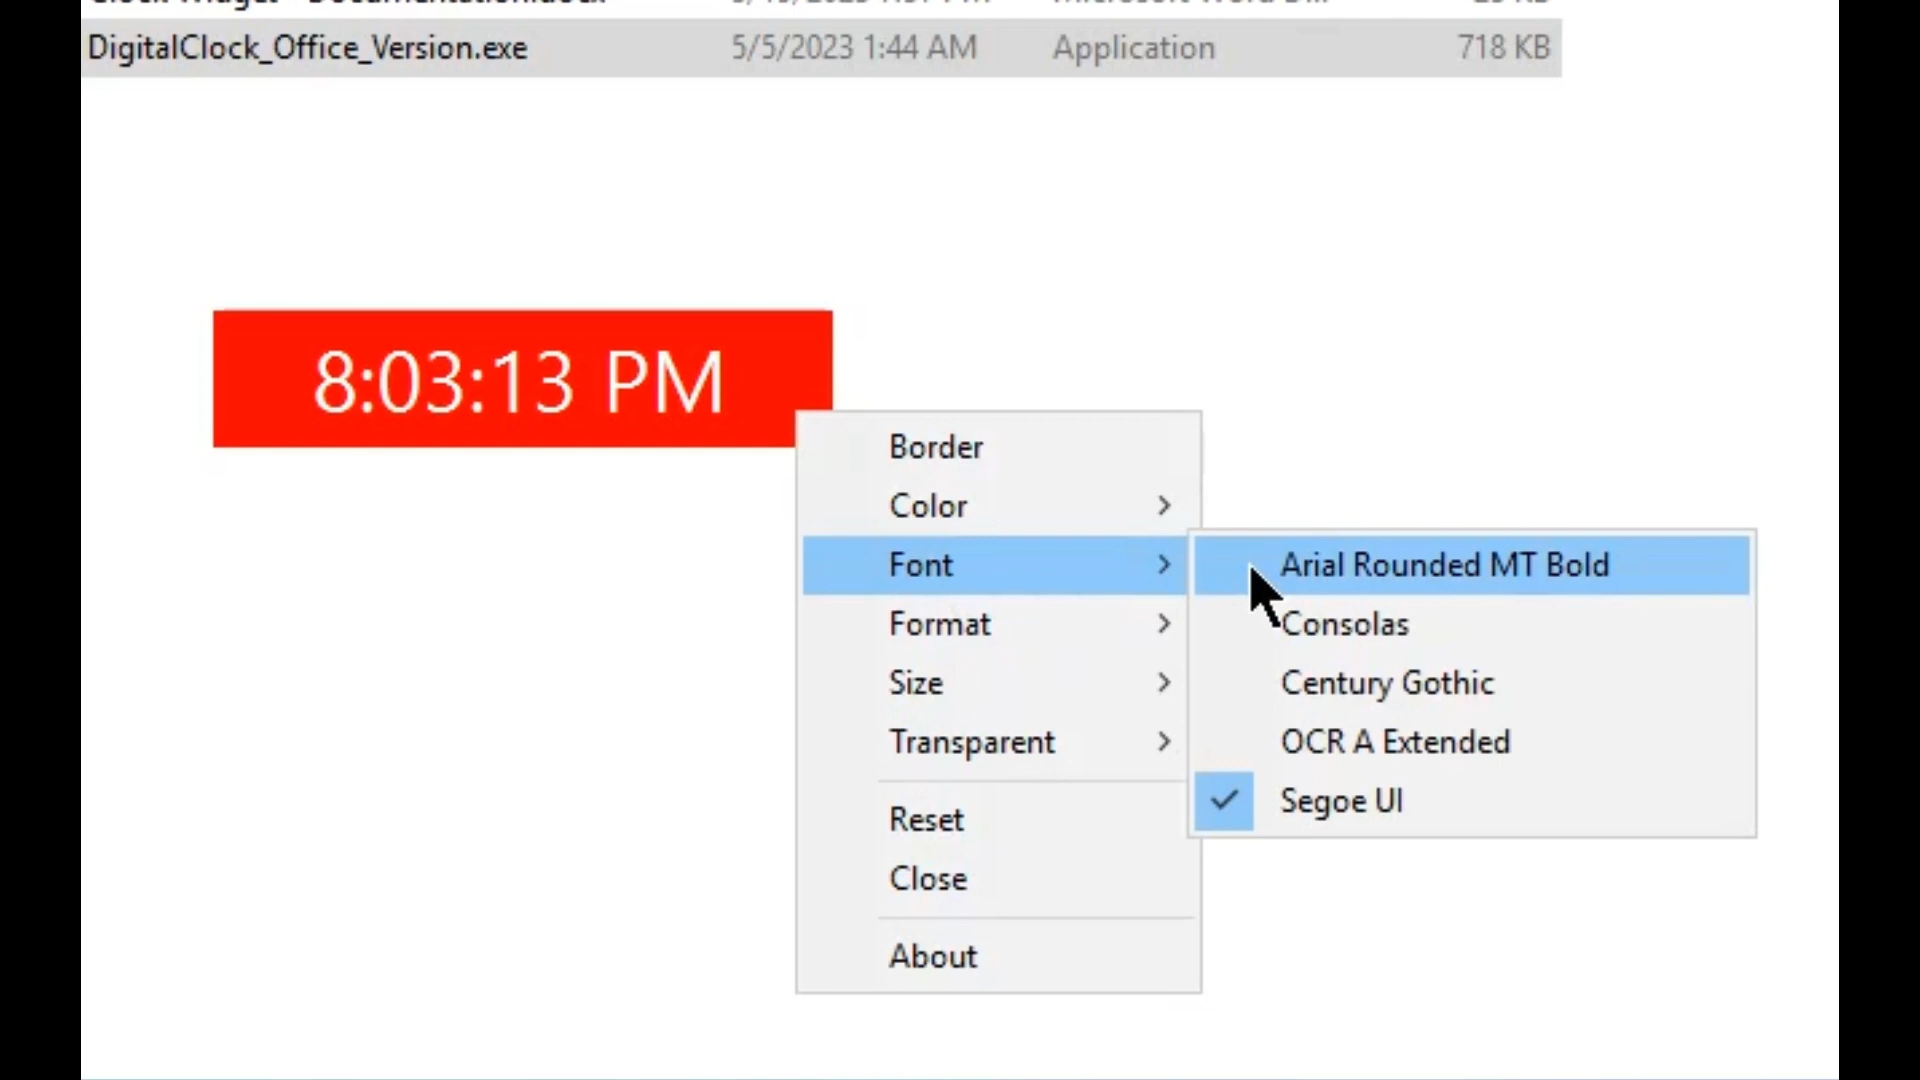 DigitalClock_Office_Version.exe 5/5/2023 1:44 AM Application 718 KB
8:03:13 PM
Border
Color
Font
Format
Size
Transparent
Reset
Close
About
Arial Rounded MT Bold
Consolas
Century Gothic
OCR A Extended
Segoe UI